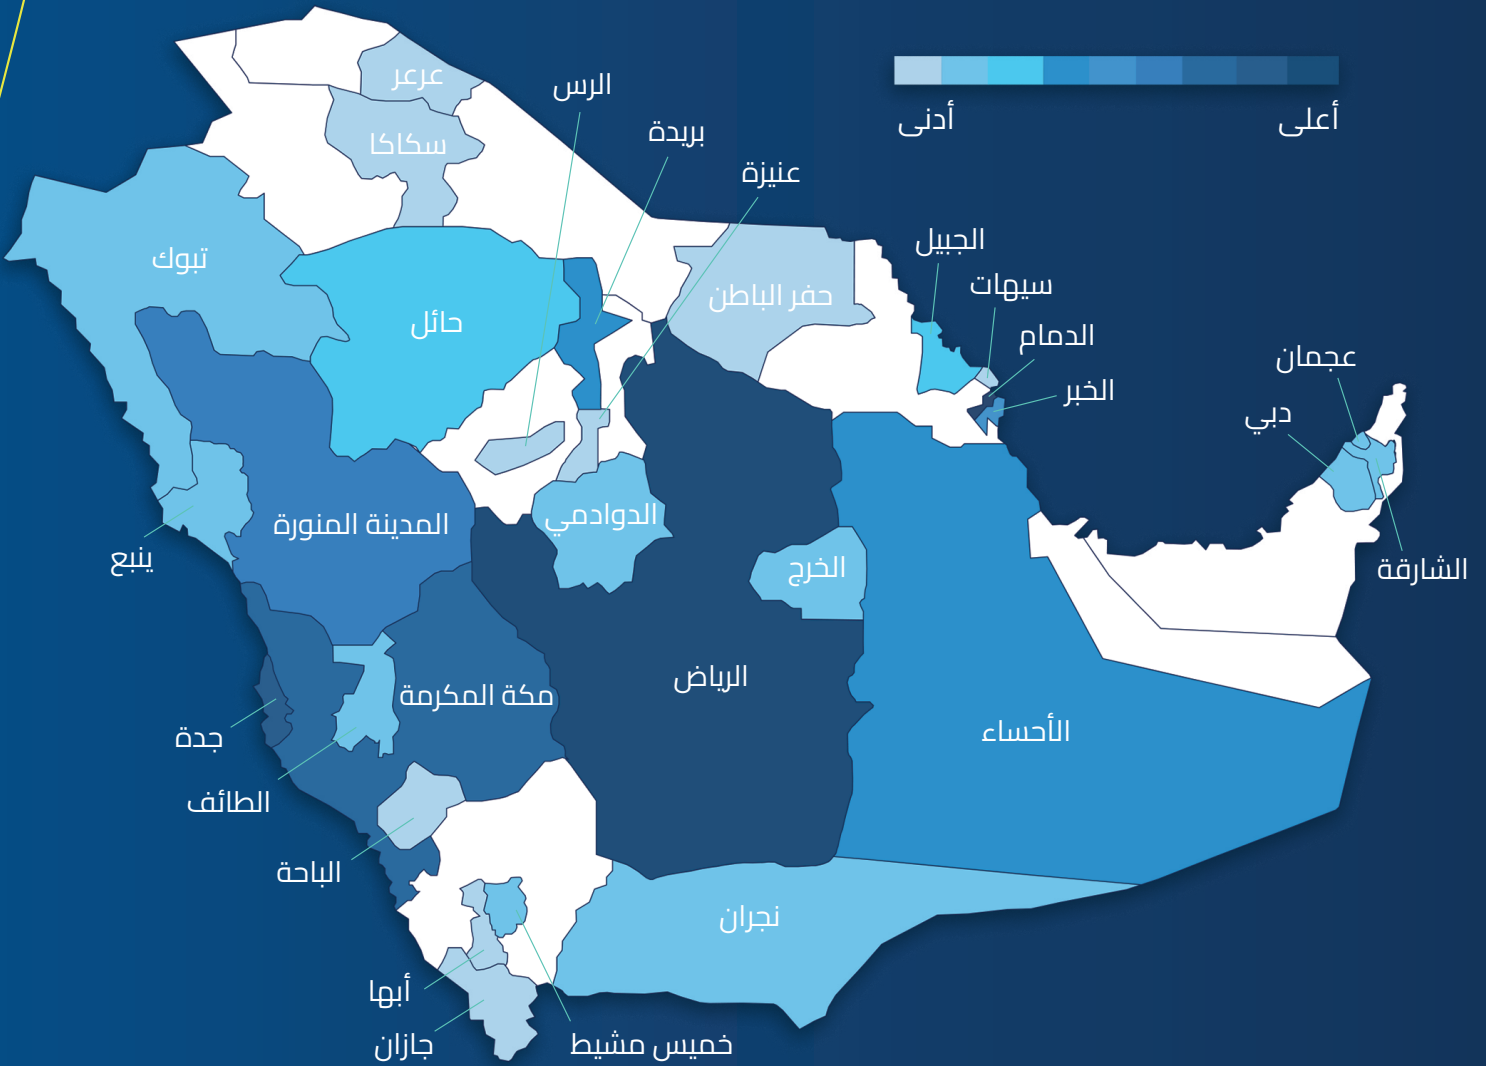 أعلى
أدنى
عرعر
الرس
سكاكا
بريدة
عنيزة
الجبيل
تبوك
سيهات
حفر الباطن
حائل
الدمام
عجمان
الخبر
دبي
الدوادمي
المدينة المنورة
ينبع
الخرج
الشارقة
الرياض
مكة المكرمة
الأحساء
جدة
الطائف
الباحة
نجران
أبها
جازان
خميس مشيط